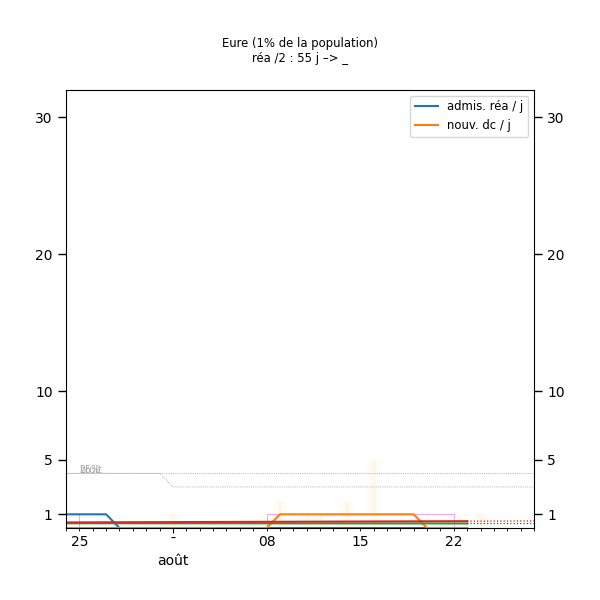 Eure (1% de la population)
réa /2 : 55 j –> _
admis. réa / j
nouv. dc / j
30 30
20 20
10 10
5 5
25%
1 1
25 - 08 15 22
août